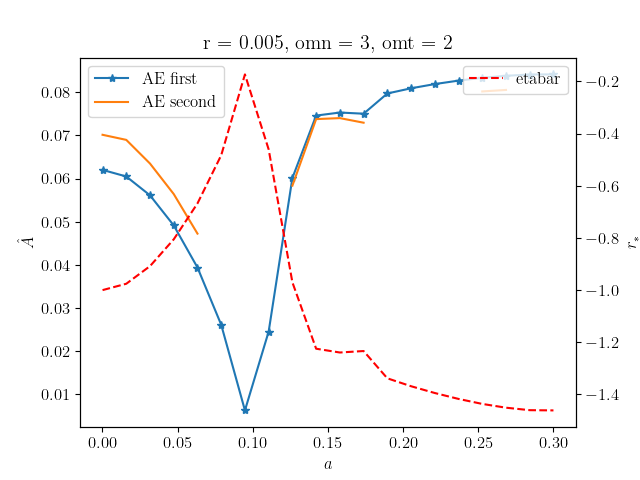 r = 0.005, omn = 3, omt = 2
AE first
AE second
etabar
0.08
0.07
0.06
0.05
0.04
0.03
0.02
0.01
Â
−0.2
−0.4
−0.6
−0.8
−1.0
−1.2
−1.4
r*
0.00 0.05 0.10 0.15 0.20 0.25 0.30
a